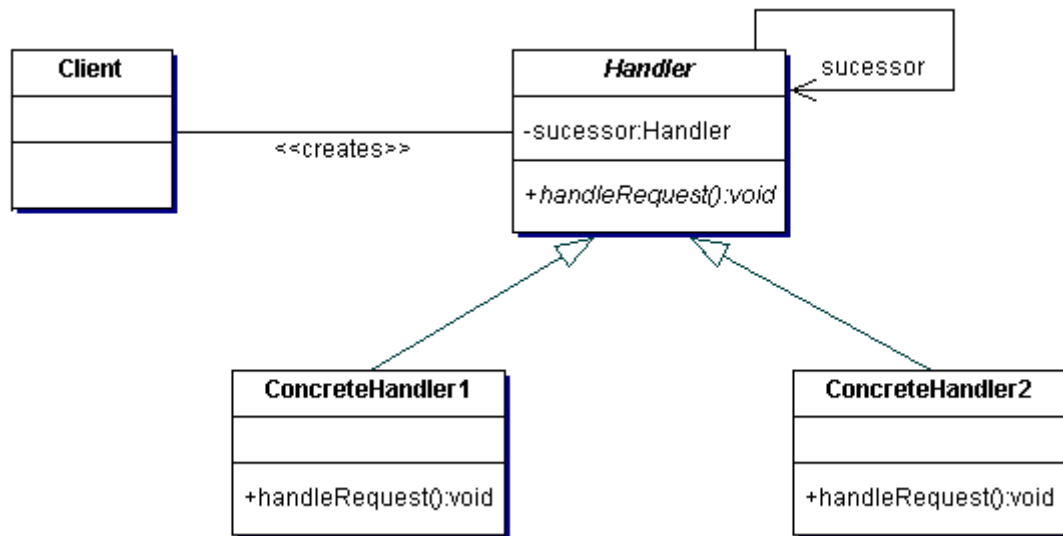 Client
Handler
sucessor
-sucessor:Handler
<<creates>>
+handleRequest():void
ConcreteHandler1
ConcreteHandler2
+handleRequest():void
+handleRequest():void